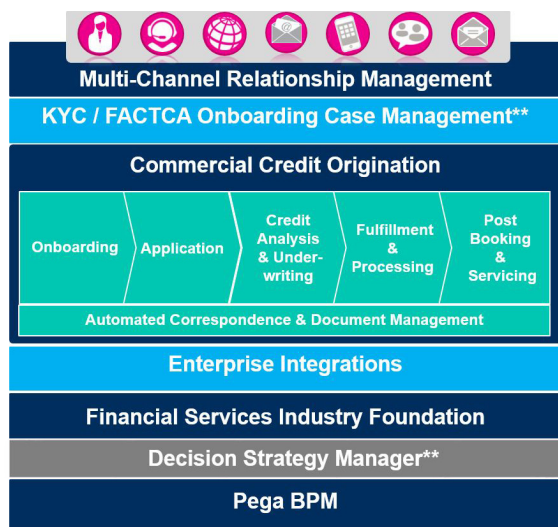 Multi-Channel Relationship Management
KYC / FACTCA Onboarding Case Management**
Commercial Credit Origination
Onboarding
Application
Credit
Analysis
& Under-
writing
Fulfillment
&
Processing
Post
Booking
&
Servicing
Automated Correspondence & Document Management
Enterprise Integrations
Financial Services Industry Foundation
Decision Strategy Manager**
Pega BPM